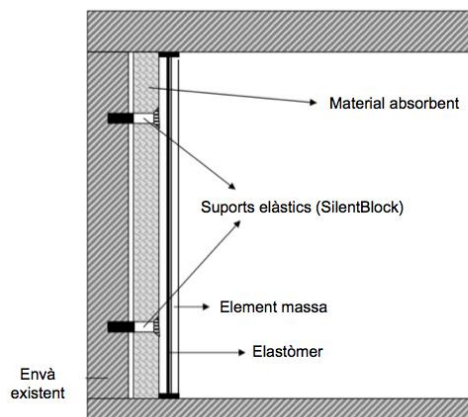 Material absorbent
Suports elàstics (SilentBlock)
Element massa
Elastòmer
Envà
existent